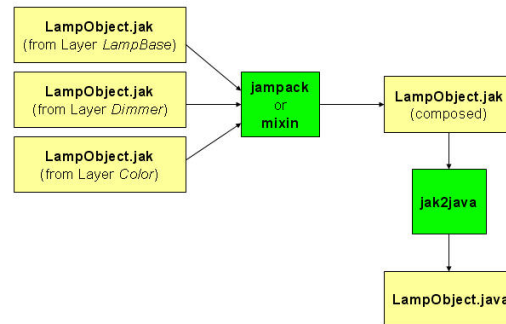 LampObject.jak
(from Layer LampBase)
LampObject.jak
(from Layer Dimmer)
LampObject.jak
(from Layer Color)
jampack
or
mixin
LampObject.jak
(composed)
jak2java
LampObject.java